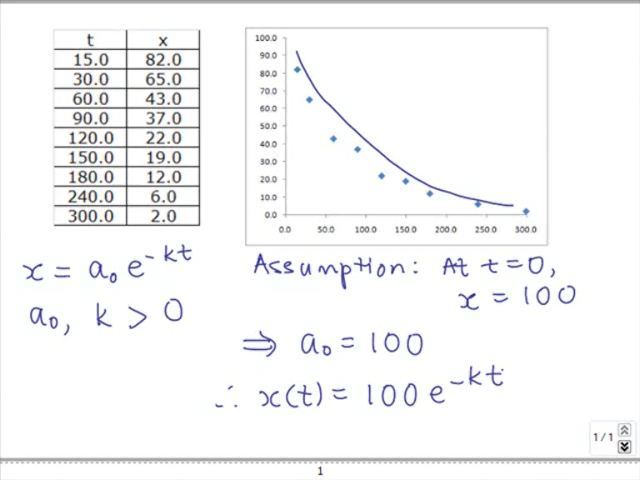 t x
15.0 82.0
30.0 65.0
60.0 43.0
90.0 37.0
120.0 22.0
150.0 19.0
180.0 12.0
240.0 6.0
300.0 2.0
100.0
90.0
80.0
70.0
60.0
50.0
40.0
30.0
20.0
10.0
0.0
0.0 50.0 100.0 150.0 200.0 250.0 300.0
x = a₀ e^-kt
a₀, k > 0
Assumption: At t=0,
x = 100
⇒ a₀ = 100
∴ x(t) = 100 e^-kt
1/1
1